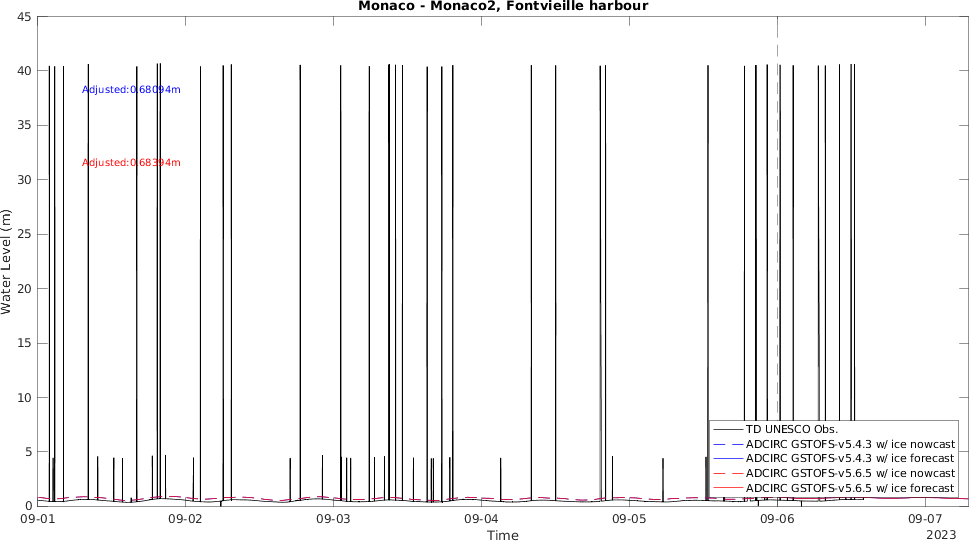 Monaco - Monaco2, Fontvieille harbour
45
40
35
30
25
20
15
10
5
0
Water Level (m)
Adjusted:0.68094m
Adjusted:0.68394m
TD UNESCO Obs.
ADCIRC GSTOFS-v5.4.3 w/ ice nowcast
ADCIRC GSTOFS-v5.4.3 w/ ice forecast
ADCIRC GSTOFS-v5.6.5 w/ ice nowcast
ADCIRC GSTOFS-v5.6.5 w/ ice forecast
09-01 09-02 09-03 09-04 09-05 09-06 09-07
Time
2023